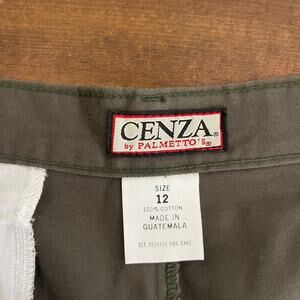 CENZA®
by PALMETTO'S®
SIZE
12
100% COTTON
MADE IN
GUATEMALA
SEE REVERSE FOR CARE